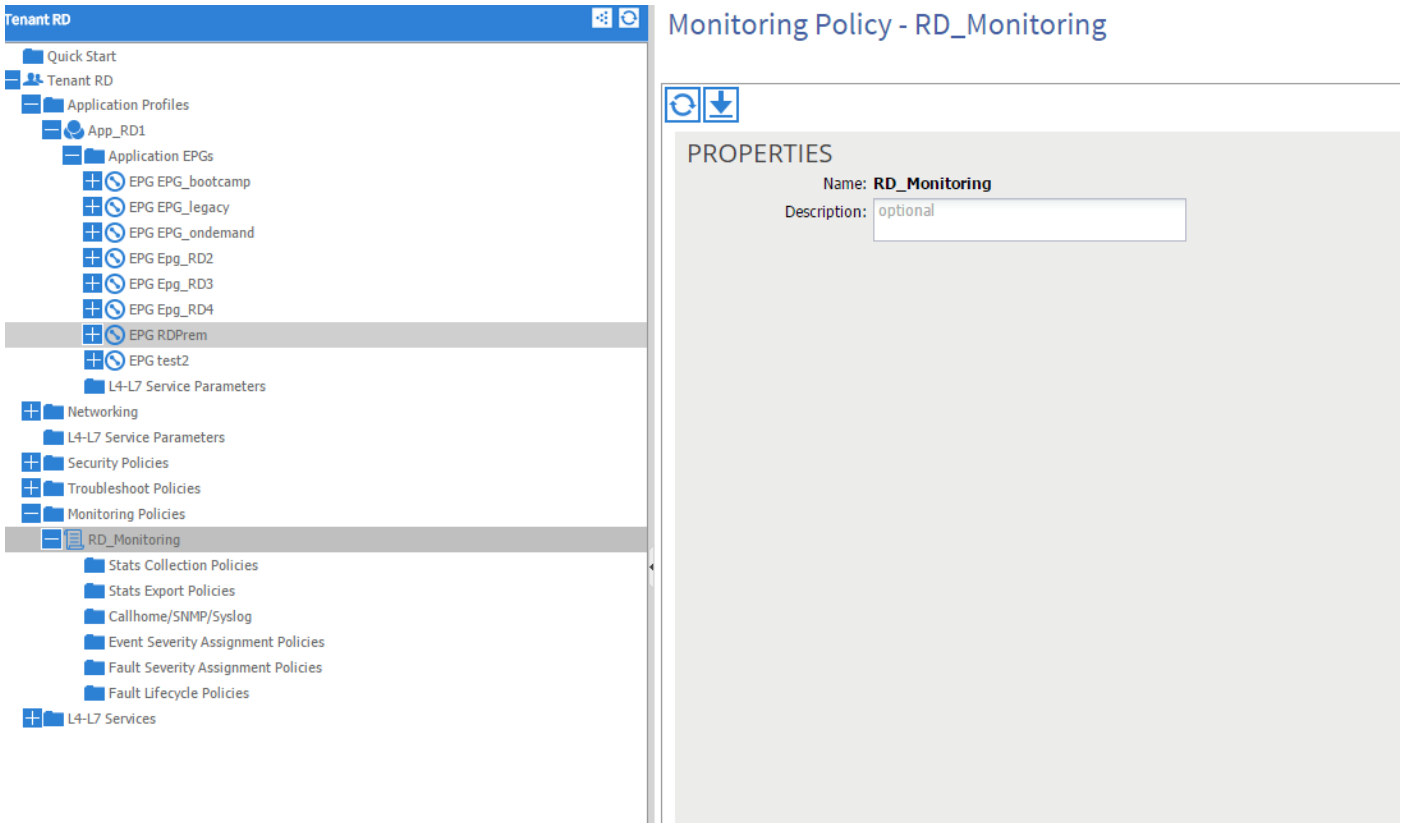 Tenant RD
Quick Start
Tenant RD
Application Profiles
App_RD1
Application EPGs
EPG EPG_bootcamp
EPG EPG_legacy
EPG EPG_ondemand
EPG Epg_RD2
EPG Epg_RD3
EPG Epg_RD4
EPG RDPrem
EPG test2
L4-L7 Service Parameters
Networking
L4-L7 Service Parameters
Security Policies
Troubleshoot Policies
Monitoring Policies
RD_Monitoring
Stats Collection Policies
Stats Export Policies
Callhome/SNMP/Syslog
Event Severity Assignment Policies
Fault Severity Assignment Policies
Fault Lifecycle Policies
L4-L7 Services
Monitoring Policy - RD_Monitoring
PROPERTIES
Name: RD_Monitoring
Description: optional